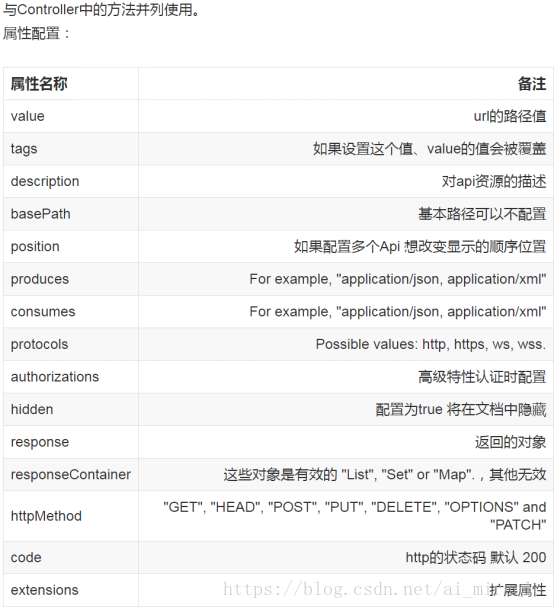 与Controller中的方法并列使用。
属性配置：
属性名称 备注
value url的路径值
tags 如果设置这个值、value的值会被覆盖
description 对api资源的描述
basePath 基本路径可以不配置
position 如果配置多个Api 想改变显示的顺序位置
produces For example, "application/json, application/xml"
consumes For example, "application/json, application/xml"
protocols Possible values: http, https, ws, wss.
authorizations 高级特性认证时配置
hidden 配置为true 将在文档中隐藏
response 返回的对象
responseContainer 这些对象是有效的 "List", "Set" or "Map".，其他无效
httpMethod "GET", "HEAD", "POST", "PUT", "DELETE", "OPTIONS" and
"PATCH"
code http的状态码 默认 200
extensions 扩展属性